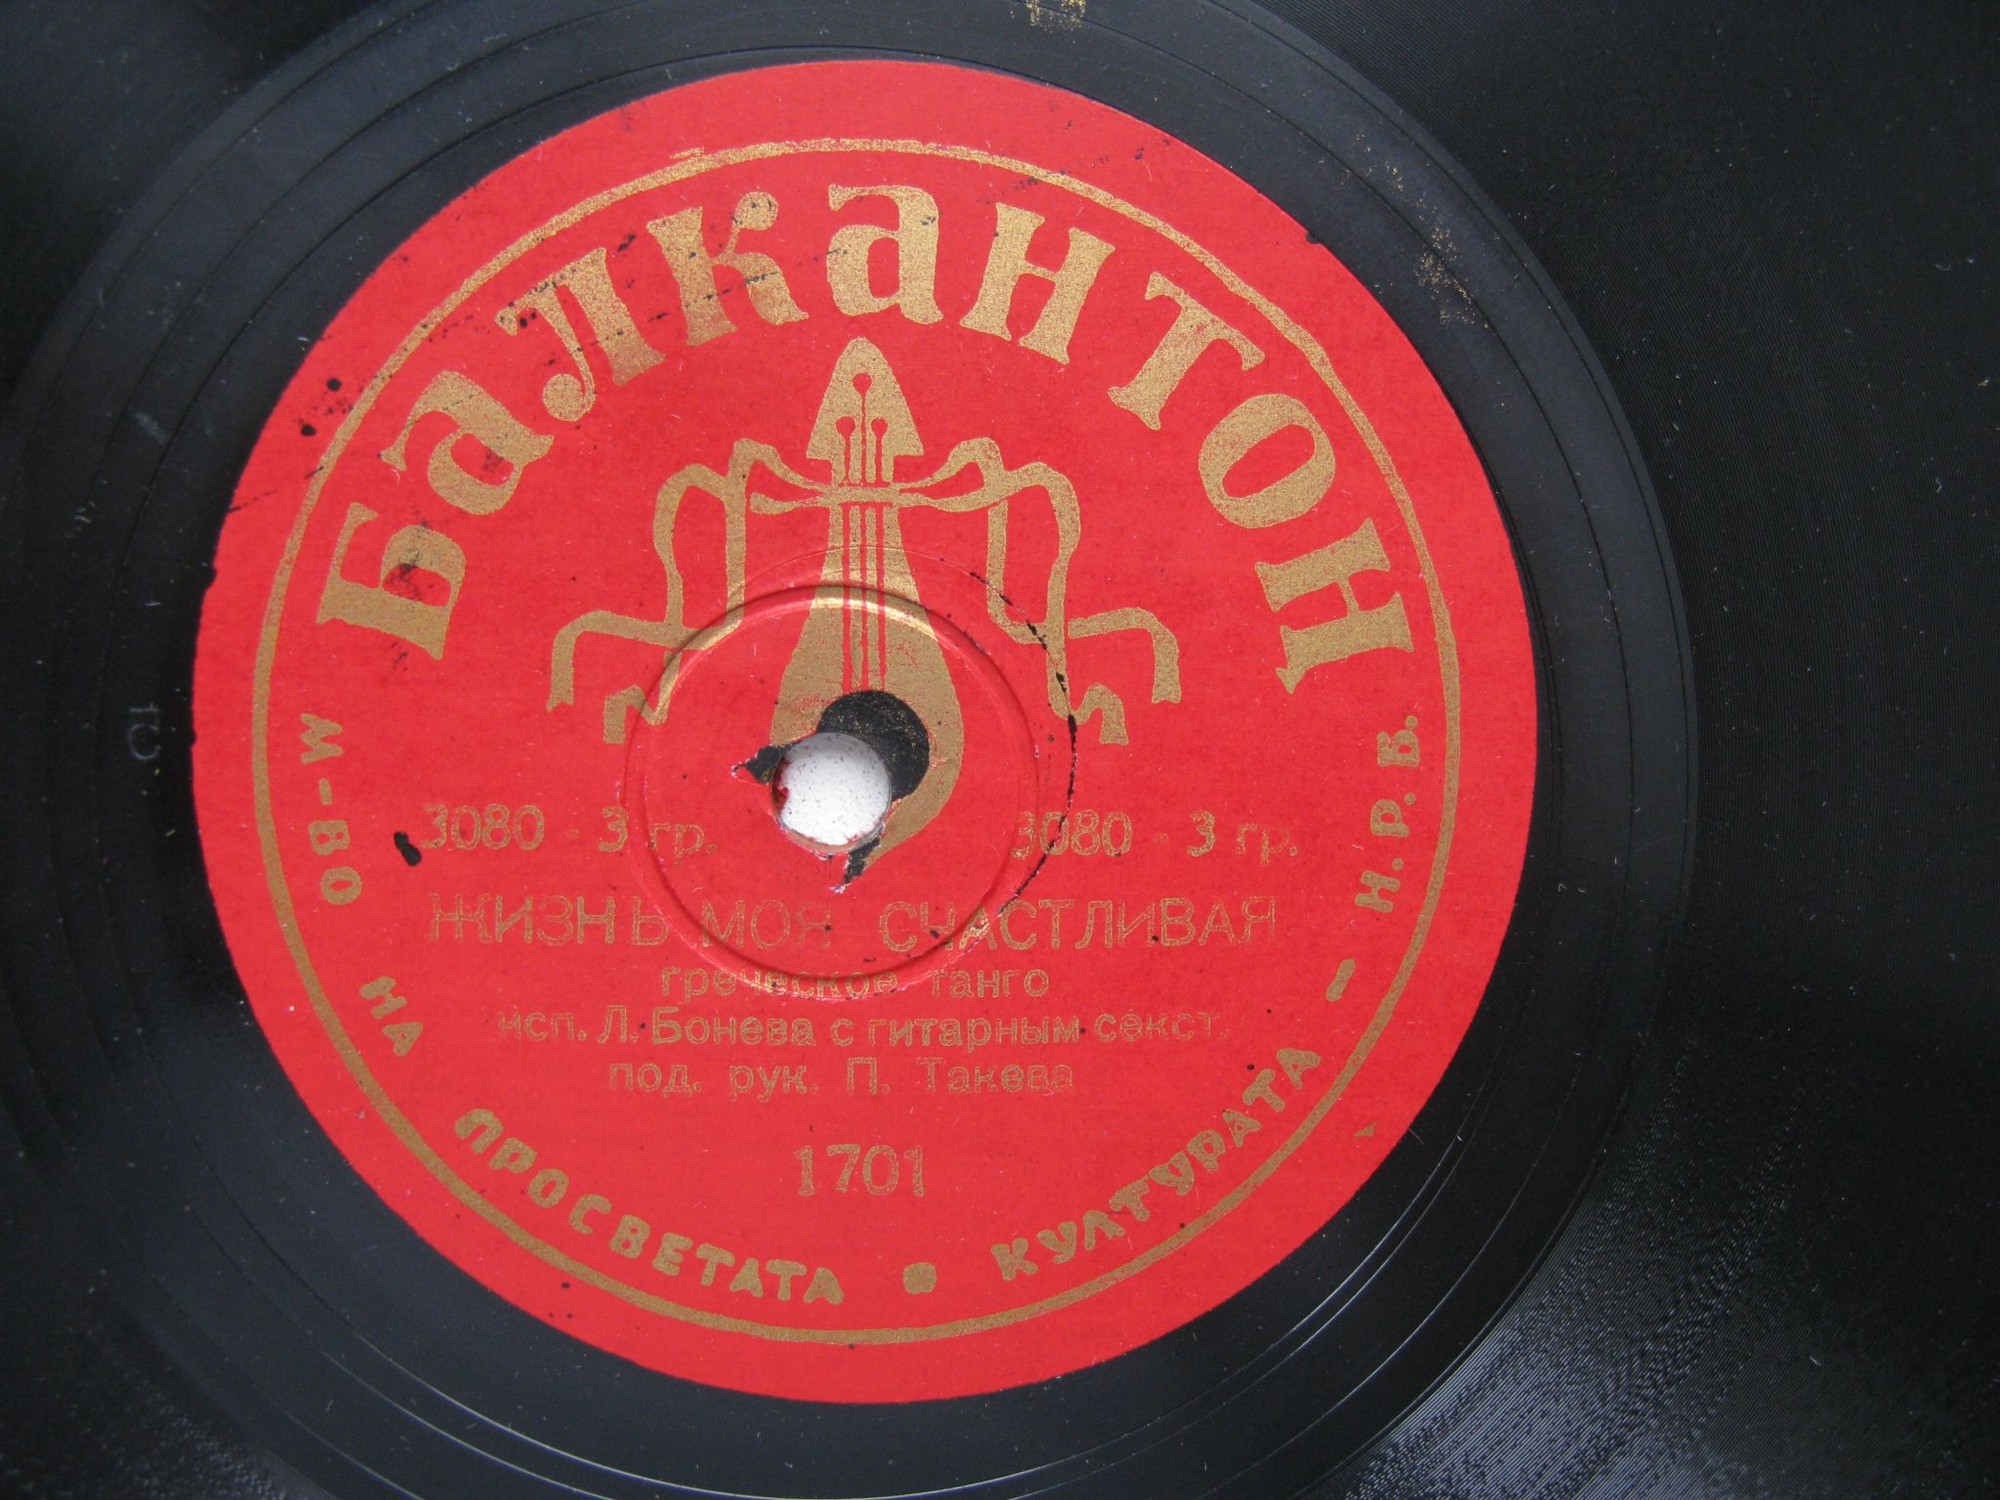 Балкантон
3080 - 3 гр. 3080 - 3 гр.
ЖИЗНЬ МОЯ СЧАСТЛИВАЯ
греческое танго
исп. Л. Бонева с гитарным секст.
под. рук. П. Такева
1701
М-ВО НА ПРОСВЕТАТА • КУЛТУРАТА - Н.Р.Б.